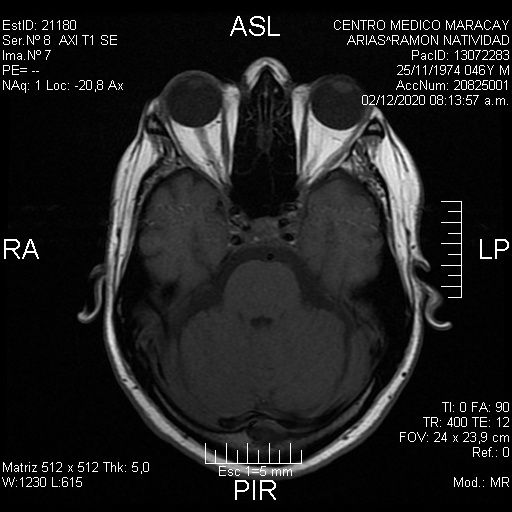 EstID: 21180
Ser.Nº 8 AXI T1 SE
Ima.Nº 7
PE= --
NAq: 1 Loc: -20,8 Ax
ASL
CENTRO MEDICO MARACAY
ARIAS^RAMON NATIVIDAD
PacID: 13072283
25/11/1974 046Y M
AccNum: 20825001
02/12/2020 08:13:57 a.m.
RA
LP
TI: 0 FA: 90
TR: 400 TE: 12
FOV: 24 x 23,9 cm
Ref.: 0
Matriz 512 x 512 Thk: 5,0
W:1230 L:615
Esc 1=5 mm
PIR
Mod.: MR